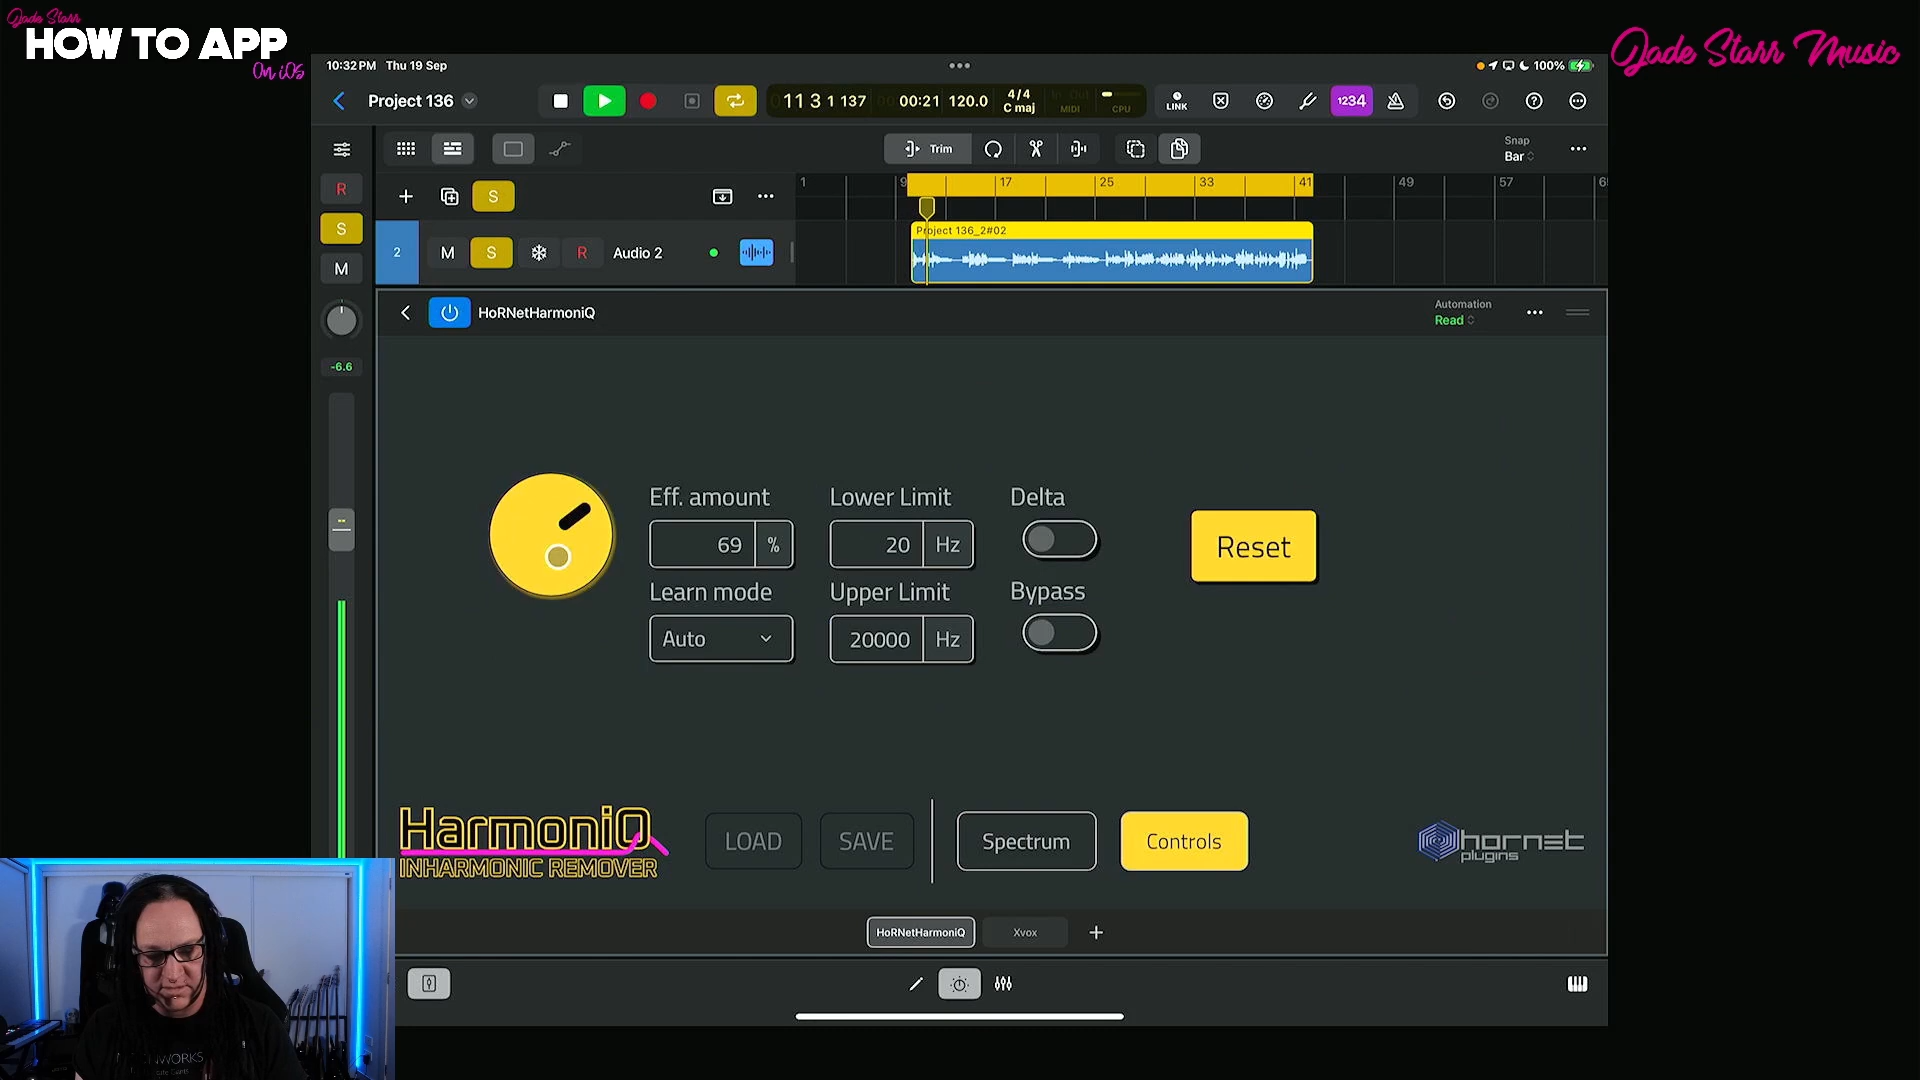 Jade Starr
HOW TO APP
On iOS
Jade Starr Music
10:32 PM Thu 19 Sep
100%
Project 136
11 3 1 137
00:21
120.0
4/4
C maj
In Out
MIDI
CPU
LINK
1234
Trim
Snap
Bar
R
S
M
-6.6
S
1
9
17
25
33
41
49
57
2
M
S
R
Audio 2
Project 136_2#02
HoRNetHarmoniQ
Automation
Read
Eff. amount
69 %
Lower Limit
20 Hz
Delta
Reset
Learn mode
Auto
Upper Limit
20000 Hz
Bypass
HarmoniQ
INHARMONIC REMOVER
LOAD
SAVE
Spectrum
Controls
hornet
plugins
HoRNetHarmoniQ
Xvox
+